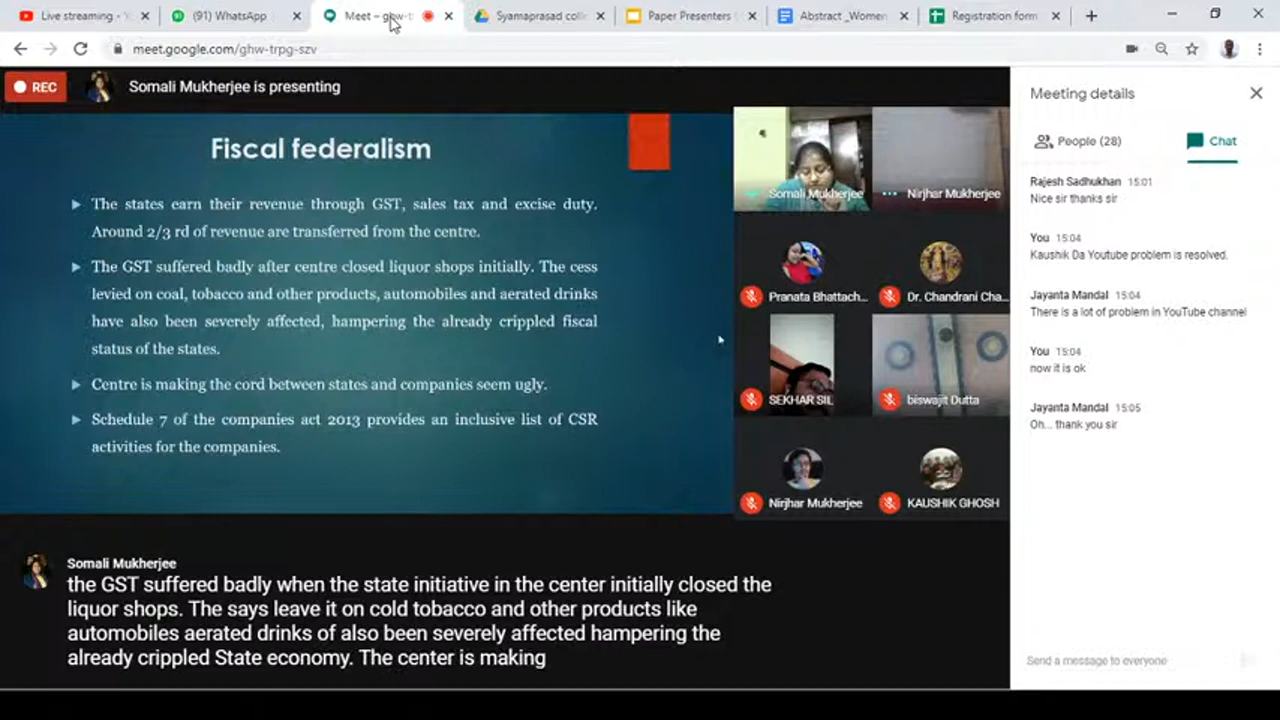 Live streaming - Y
(91) WhatsApp
Meet – ghw-t
Syamaprasad coll
Paper Presenters
Abstract _Women
Registration form
meet.google.com/ghw-trpg-szv
REC
Somali Mukherjee is presenting
Fiscal federalism
The states earn their revenue through GST, sales tax and excise duty.
Around 2/3 rd of revenue are transferred from the centre.
The GST suffered badly after centre closed liquor shops initially. The cess
levied on coal, tobacco and other products, automobiles and aerated drinks
have also been severely affected, hampering the already crippled fiscal
status of the states.
Centre is making the cord between states and companies seem ugly.
Schedule 7 of the companies act 2013 provides an inclusive list of CSR
activities for the companies.
Somali Mukherjee
Nirjhar Mukherjee
Pranata Bhattach...
Dr. Chandrani Cha...
SEKHAR SIL
biswajit Dutta
Nirjhar Mukherjee
KAUSHIK GHOSH
Somali Mukherjee
the GST suffered badly when the state initiative in the center initially closed the
liquor shops. The says leave it on cold tobacco and other products like
automobiles aerated drinks of also been severely affected hampering the
already crippled State economy. The center is making
Meeting details
People (28)
Chat
Rajesh Sadhukhan 15:01
Nice sir thanks sir
You 15:04
Kaushik Da Youtube problem is resolved.
Jayanta Mandal 15:04
There is a lot of problem in YouTube channel
You 15:04
now it is ok
Jayanta Mandal 15:05
Oh... thank you sir
Send a message to everyone